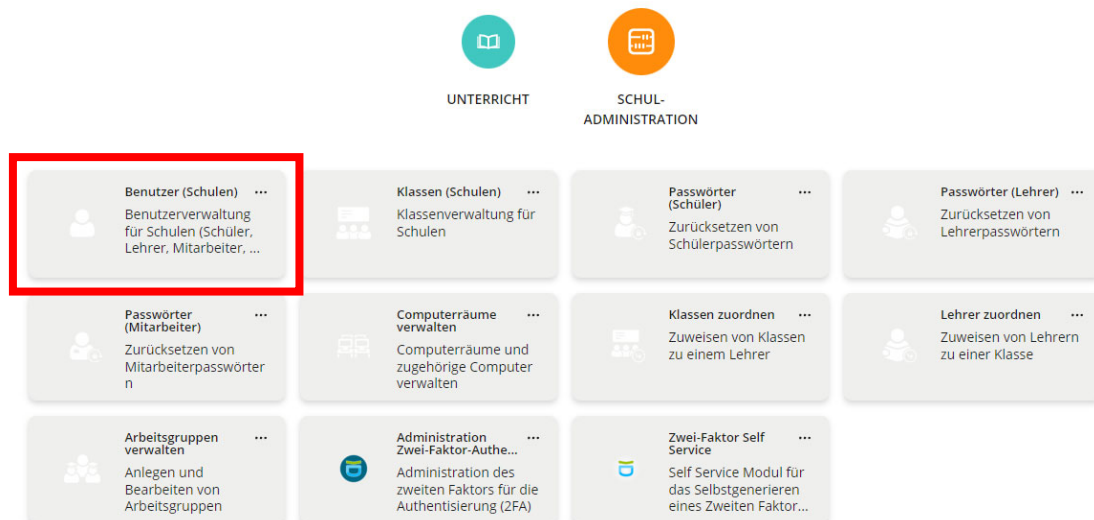 UNTERRICHT
SCHUL-
ADMINISTRATION
Benutzer (Schulen) ...
Benutzerverwaltung
für Schulen (Schüler,
Lehrer, Mitarbeiter, ...
Klassen (Schulen) ...
Klassenverwaltung für
Schulen
Passwörter ...
(Schüler)
Zurücksetzen von
Schülerpasswörtern
Passwörter (Lehrer) ...
Zurücksetzen von
Lehrerpasswörtern
Passwörter ...
(Mitarbeiter)
Zurücksetzen von
Mitarbeiterpasswörter
n
Computerräume ...
verwalten
Computerräume und
zugehörige Computer
verwalten
Klassen zuordnen ...
Zuweisen von Klassen
zu einem Lehrer
Lehrer zuordnen ...
Zuweisen von Lehrern
zu einer Klasse
Arbeitsgruppen ...
verwalten
Anlegen und
Bearbeiten von
Arbeitsgruppen
Administration ...
Zwei-Faktor-Authe...
Administration des
zweiten Faktors für die
Authentisierung (2FA)
Zwei-Faktor Self ...
Service
Self Service Modul für
das Selbstgenerieren
eines Zweiten Faktor...